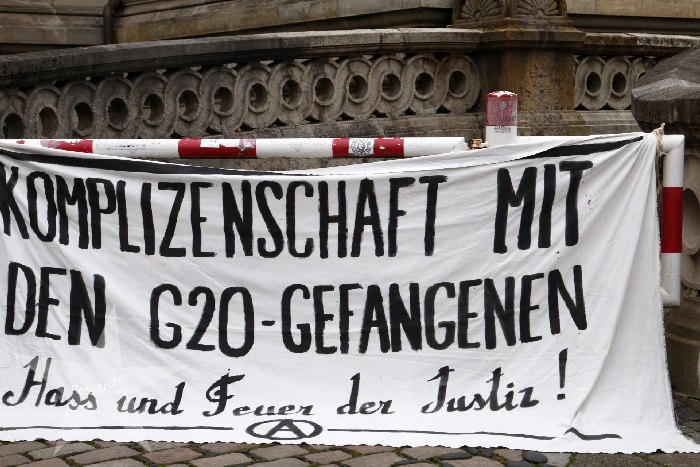 KOMPLIZENSCHAFT MIT
DEN G20-GEFANGENEN
Hass und Feuer der Justiz!